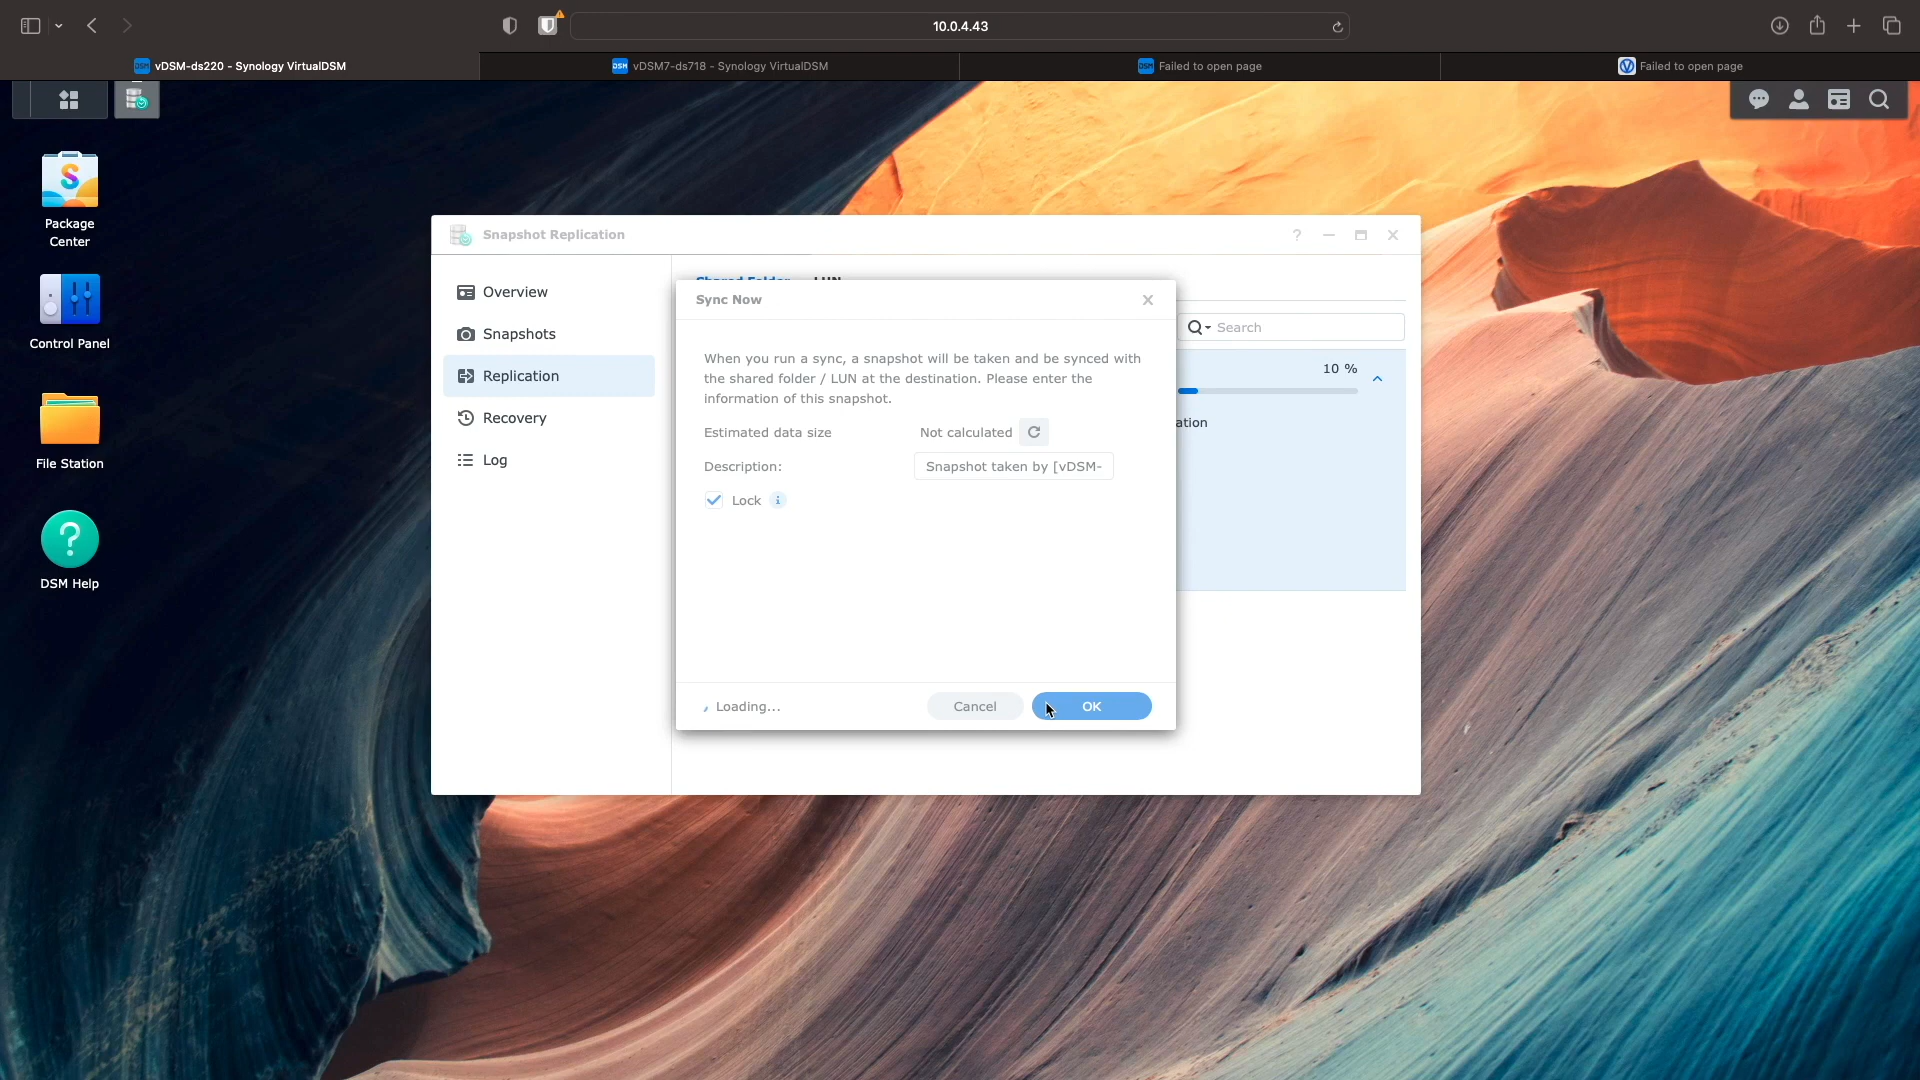 10.0.4.43
vDSM-ds220 - Synology VirtualDSM
vDSM7-ds718 - Synology VirtualDSM
Failed to open page
Failed to open page
Package
Center
Control Panel
File Station
DSM Help
Snapshot Replication
Overview
Snapshots
Replication
Recovery
Log
Shared Folder
LUN
Search
10 %
ation
Sync Now
When you run a sync, a snapshot will be taken and be synced with
the shared folder / LUN at the destination. Please enter the
information of this snapshot.
Estimated data size
Not calculated
Description:
Snapshot taken by [vDSM-
Lock
Loading...
Cancel
OK